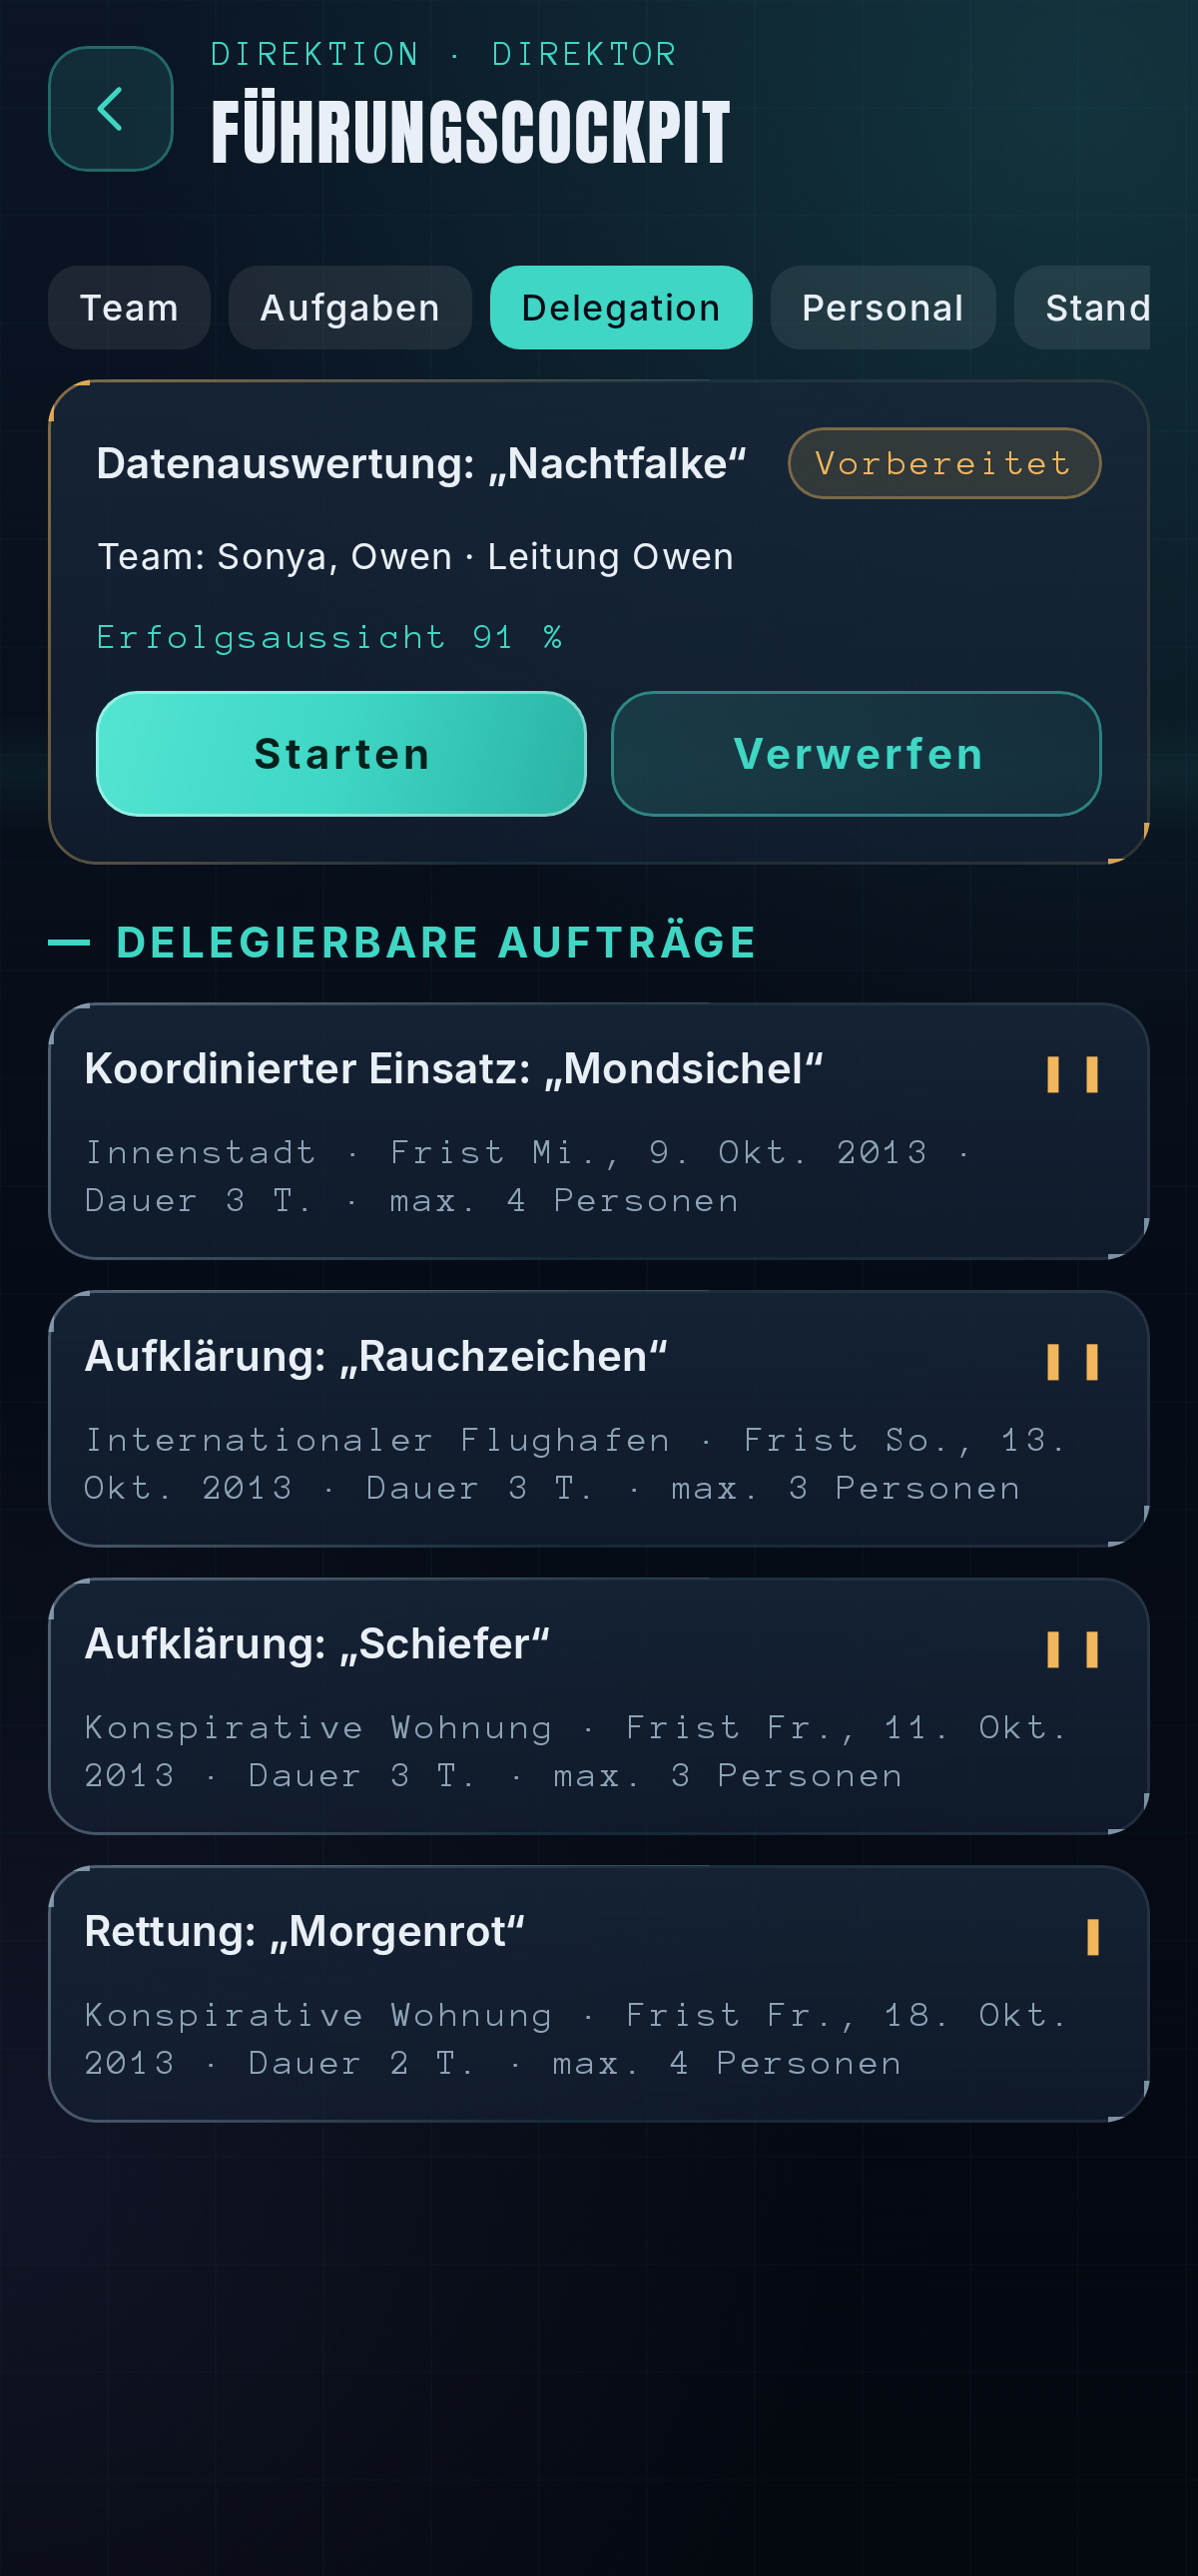 DIREKTION · DIREKTOR
FÜHRUNGSCOCKPIT
Team Aufgaben Delegation Personal Stand
Datenauswertung: „Nachtfalke“ Vorbereitet
Team: Sonya, Owen · Leitung Owen
Erfolgsaussicht 91 %
Starten Verwerfen
— DELEGIERBARE AUFTRÄGE
Koordinierter Einsatz: „Mondsichel“
Innenstadt · Frist Mi., 9. Okt. 2013 ·
Dauer 3 T. · max. 4 Personen
Aufklärung: „Rauchzeichen“
Internationaler Flughafen · Frist So., 13.
Okt. 2013 · Dauer 3 T. · max. 3 Personen
Aufklärung: „Schiefer“
Konspirative Wohnung · Frist Fr., 11. Okt.
2013 · Dauer 3 T. · max. 3 Personen
Rettung: „Morgenrot“
Konspirative Wohnung · Frist Fr., 18. Okt.
2013 · Dauer 2 T. · max. 4 Personen